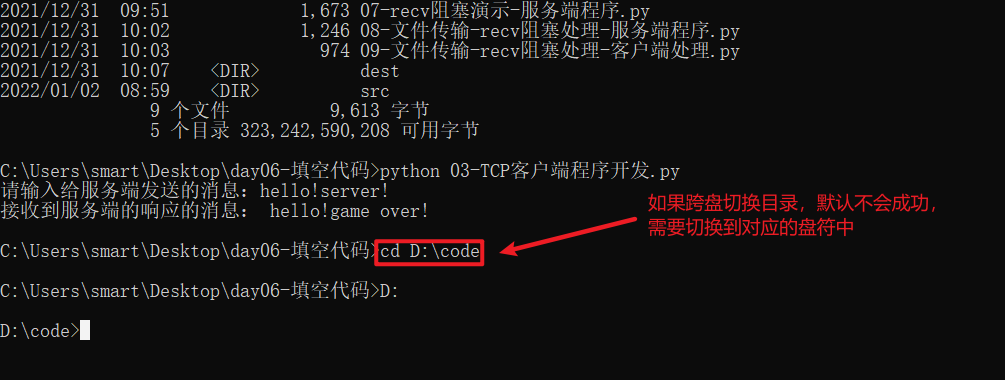 2021/12/31  09:51             1,673 07-recv阻塞演示-服务端程序.py
2021/12/31  10:02             1,246 08-文件传输-recv阻塞处理-服务端程序.py
2021/12/31  10:03               974 09-文件传输-recv阻塞处理-客户端处理.py
2021/12/31  10:07    <DIR>          dest
2022/01/02  08:59    <DIR>          src
9 个文件          9,613 字节
5 个目录 323,242,590,208 可用字节
C:\Users\smart\Desktop\day06-填空代码>python 03-TCP客户端程序开发.py
请输入给服务端发送的消息：hello!server!
接收到服务端的响应的消息： hello!game over!
如果跨盘切换目录，默认不会成功，
需要切换到对应的盘符中
C:\Users\smart\Desktop\day06-填空代码>cd D:\code
C:\Users\smart\Desktop\day06-填空代码>D:
D:\code>